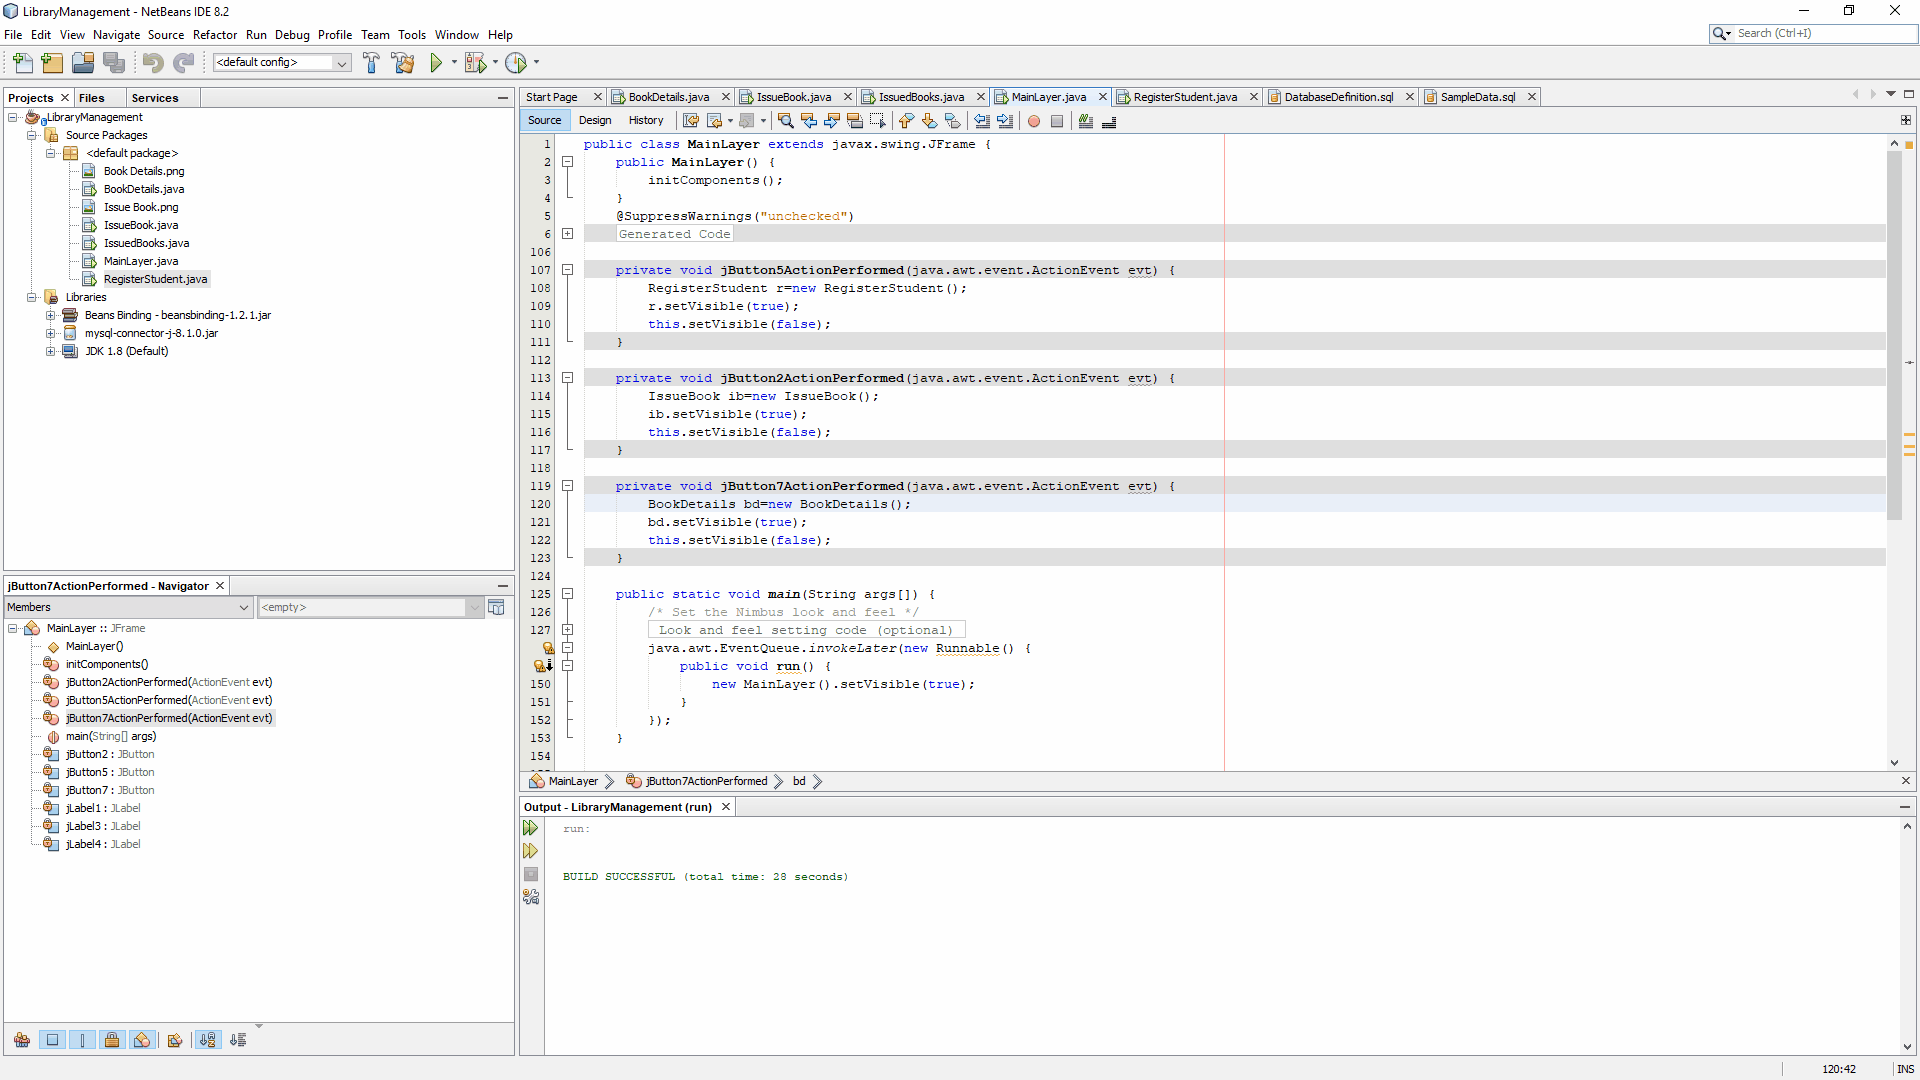 LibraryManagement - NetBeans IDE 8.2
File Edit View Navigate Source Refactor Run Debug Profile Team Tools Window Help
Search (Ctrl+I)
<default config>
Projects Files Services
LibraryManagement
Source Packages
<default package>
Book Details.png
BookDetails.java
Issue Book.png
IssueBook.java
IssuedBooks.java
MainLayer.java
RegisterStudent.java
Libraries
Beans Binding - beansbinding-1.2.1.jar
mysql-connector-j-8.1.0.jar
JDK 1.8 (Default)
jButton7ActionPerformed - Navigator
Members <empty>
MainLayer :: JFrame
MainLayer()
initComponents()
jButton2ActionPerformed(ActionEvent evt)
jButton5ActionPerformed(ActionEvent evt)
jButton7ActionPerformed(ActionEvent evt)
main(String[] args)
jButton2 : JButton
jButton5 : JButton
jButton7 : JButton
jLabel1 : JLabel
jLabel3 : JLabel
jLabel4 : JLabel
Start Page BookDetails.java IssueBook.java IssuedBooks.java MainLayer.java RegisterStudent.java DatabaseDefinition.sql SampleData.sql
Source Design History
1 public class MainLayer extends javax.swing.JFrame {
2 public MainLayer() {
3 initComponents();
4 }
5 @SuppressWarnings("unchecked")
6 Generated Code
106
107 private void jButton5ActionPerformed(java.awt.event.ActionEvent evt) {
108 RegisterStudent r=new RegisterStudent();
109 r.setVisible(true);
110 this.setVisible(false);
111 }
112
113 private void jButton2ActionPerformed(java.awt.event.ActionEvent evt) {
114 IssueBook ib=new IssueBook();
115 ib.setVisible(true);
116 this.setVisible(false);
117 }
118
119 private void jButton7ActionPerformed(java.awt.event.ActionEvent evt) {
120 BookDetails bd=new BookDetails();
121 bd.setVisible(true);
122 this.setVisible(false);
123 }
124
125 public static void main(String args[]) {
126 /* Set the Nimbus look and feel */
127 Look and feel setting code (optional)
java.awt.EventQueue.invokeLater(new Runnable() {
public void run() {
150 new MainLayer().setVisible(true);
151 }
152 });
153 }
154
MainLayer jButton7ActionPerformed bd
Output - LibraryManagement (run)
run:
BUILD SUCCESSFUL (total time: 28 seconds)
120:42 INS